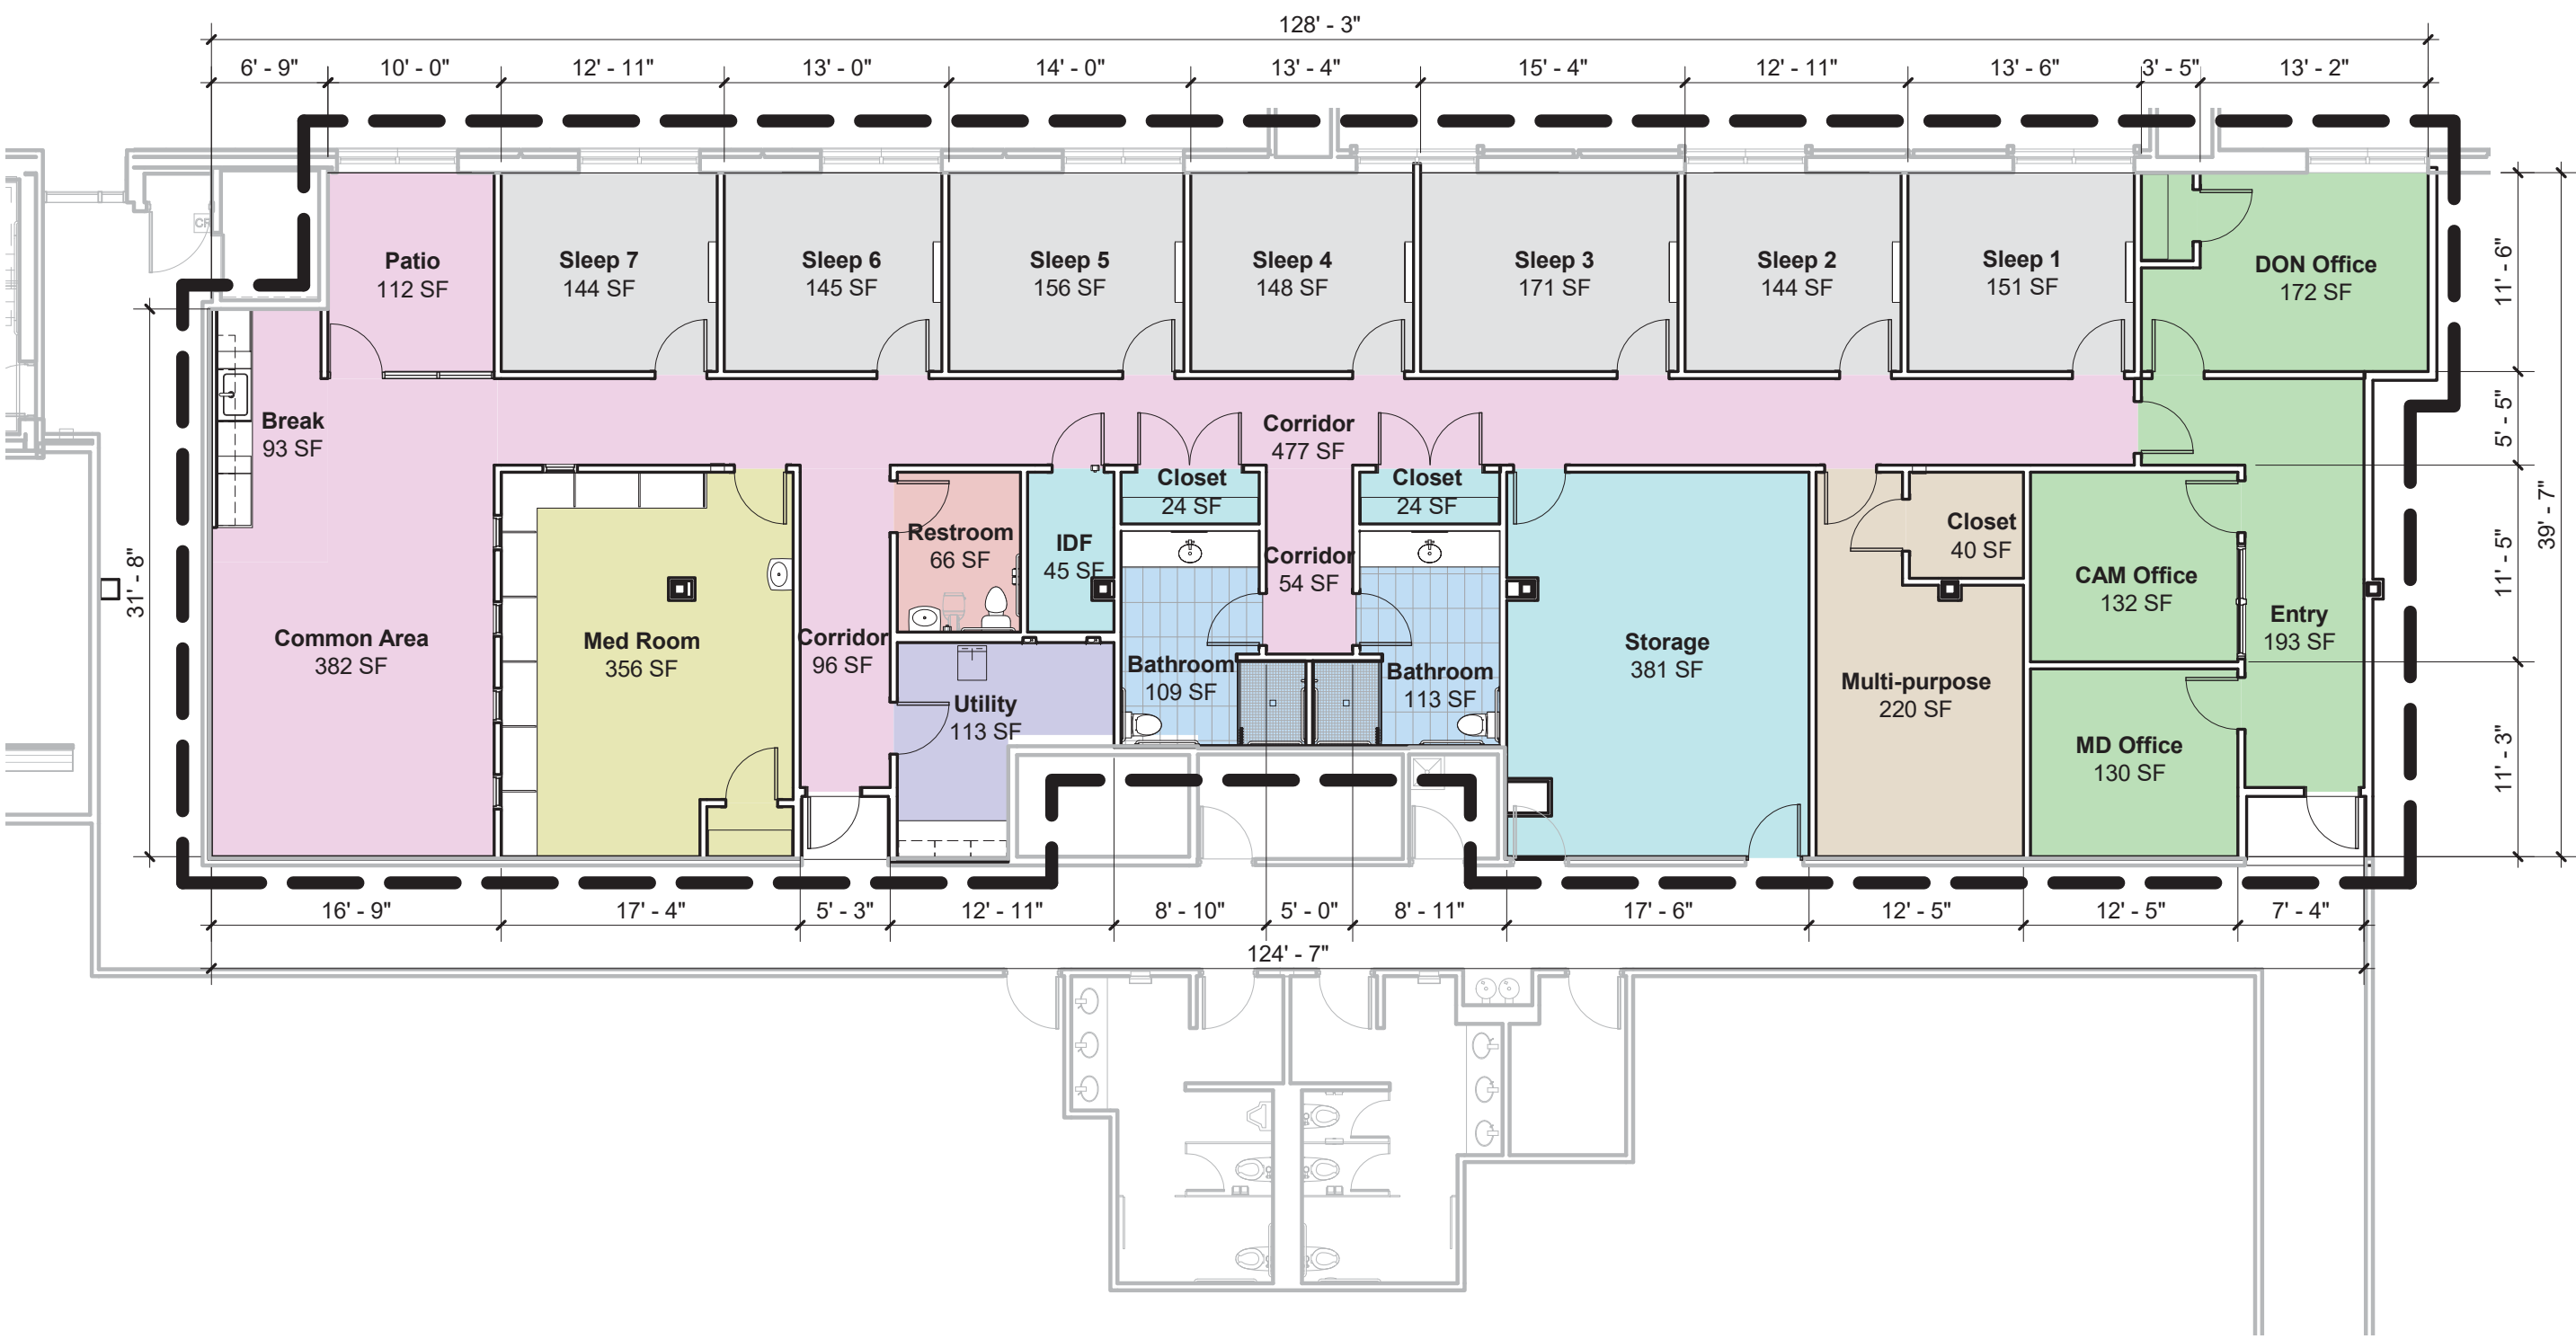 128' - 3"
6' - 9"
10' - 0"
12' - 11"
13' - 0"
14' - 0"
13' - 4"
15' - 4"
12' - 11"
13' - 6"
3' - 5"
13' - 2"
CR
Patio
112 SF
Sleep 7
144 SF
Sleep 6
145 SF
Sleep 5
156 SF
Sleep 4
148 SF
Sleep 3
171 SF
Sleep 2
144 SF
Sleep 1
151 SF
DON Office
172 SF
11' - 6"
5' - 5"
11' - 5"
11' - 3"
39' - 7"
31' - 8"
Break
93 SF
Corridor
477 SF
Closet
24 SF
Closet
24 SF
Restroom
66 SF
IDF
45 SF
Corridor
54 SF
Closet
40 SF
CAM Office
132 SF
Entry
193 SF
Common Area
382 SF
Med Room
356 SF
Corridor
96 SF
Utility
113 SF
Bathroom
109 SF
Bathroom
113 SF
Storage
381 SF
Multi-purpose
220 SF
MD Office
130 SF
16' - 9"
17' - 4"
5' - 3"
12' - 11"
8' - 10"
5' - 0"
8' - 11"
17' - 6"
12' - 5"
12' - 5"
7' - 4"
124' - 7"